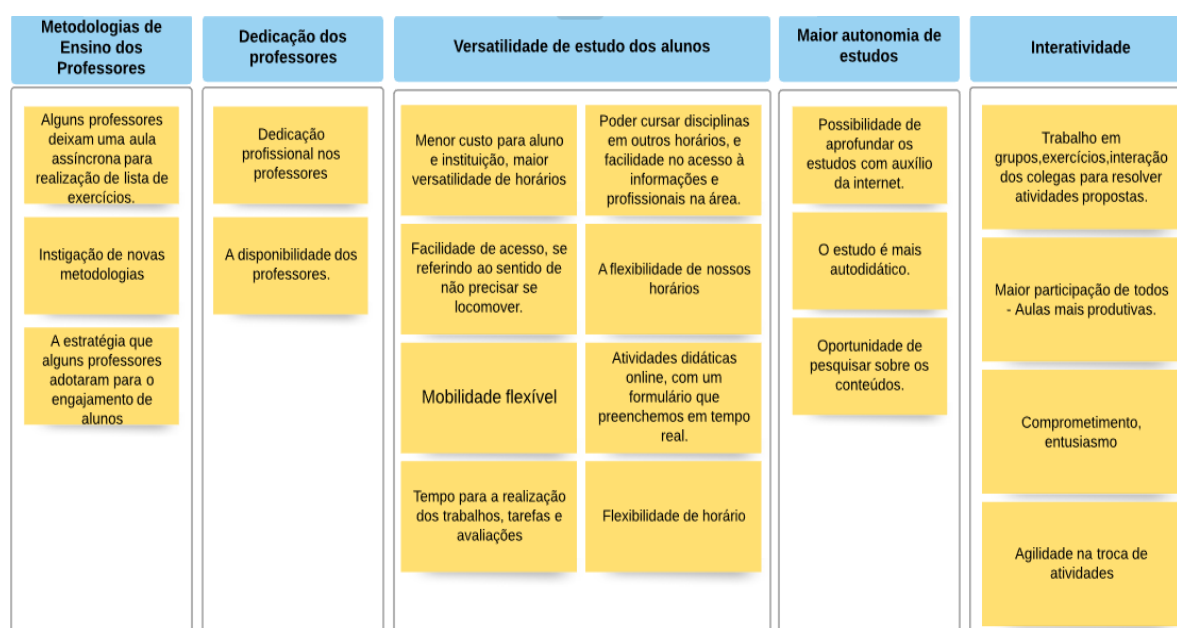 Metodologias de
Ensino dos
Professores
Alguns professores
deixam uma aula
assíncrona para
realização de lista de
exercícios.
Instigação de novas
metodologias
A estratégia que
alguns professores
adotaram para o
engajamento de
alunos
Dedicação dos
professores
Dedicação
profissional nos
professores
A disponibilidade dos
professores.
Versatilidade de estudo dos alunos
Menor custo para aluno
e instituição, maior
versatilidade de horários
Poder cursar disciplinas
em outros horários, e
facilidade no acesso à
informações e
profissionais na área.
Facilidade de acesso, se
referindo ao sentido de
não precisar se
locomover.
A flexibilidade de nossos
horários
Mobilidade flexível
Atividades didáticas
online, com um
formulário que
preenchemos em tempo
real.
Tempo para a realização
dos trabalhos, tarefas e
avaliações
Flexibilidade de horário
Maior autonomia de
estudos
Possibilidade de
aprofundar os
estudos com auxílio
da internet.
O estudo é mais
autodidático.
Oportunidade de
pesquisar sobre os
conteúdos.
Interatividade
Trabalho em
grupos,exercícios,interação
dos colegas para resolver
atividades propostas.
Maior participação de todos
- Aulas mais produtivas.
Comprometimento,
entusiasmo
Agilidade na troca de
atividades